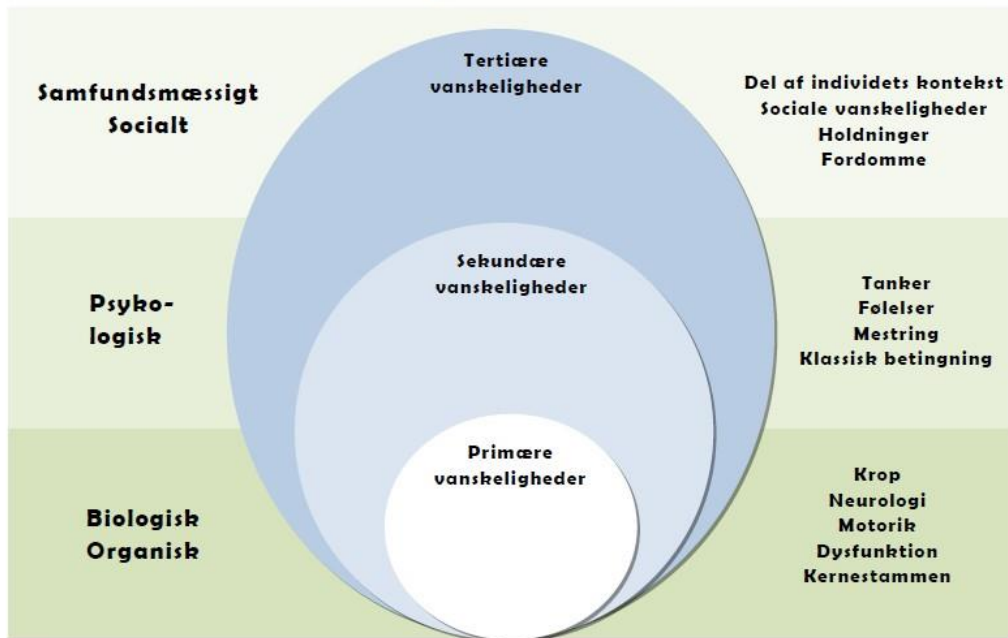 Samfundsmæssigt
Socialt
Tertiære
vanskeligheder
Del af individets kontekst
Sociale vanskeligheder
Holdninger
Fordomme
Psyko-
logisk
Sekundære
vanskeligheder
Tanker
Følelser
Mestring
Klassisk betingning
Biologisk
Organisk
Primære
vanskeligheder
Krop
Neurologi
Motorik
Dysfunktion
Kernestammen